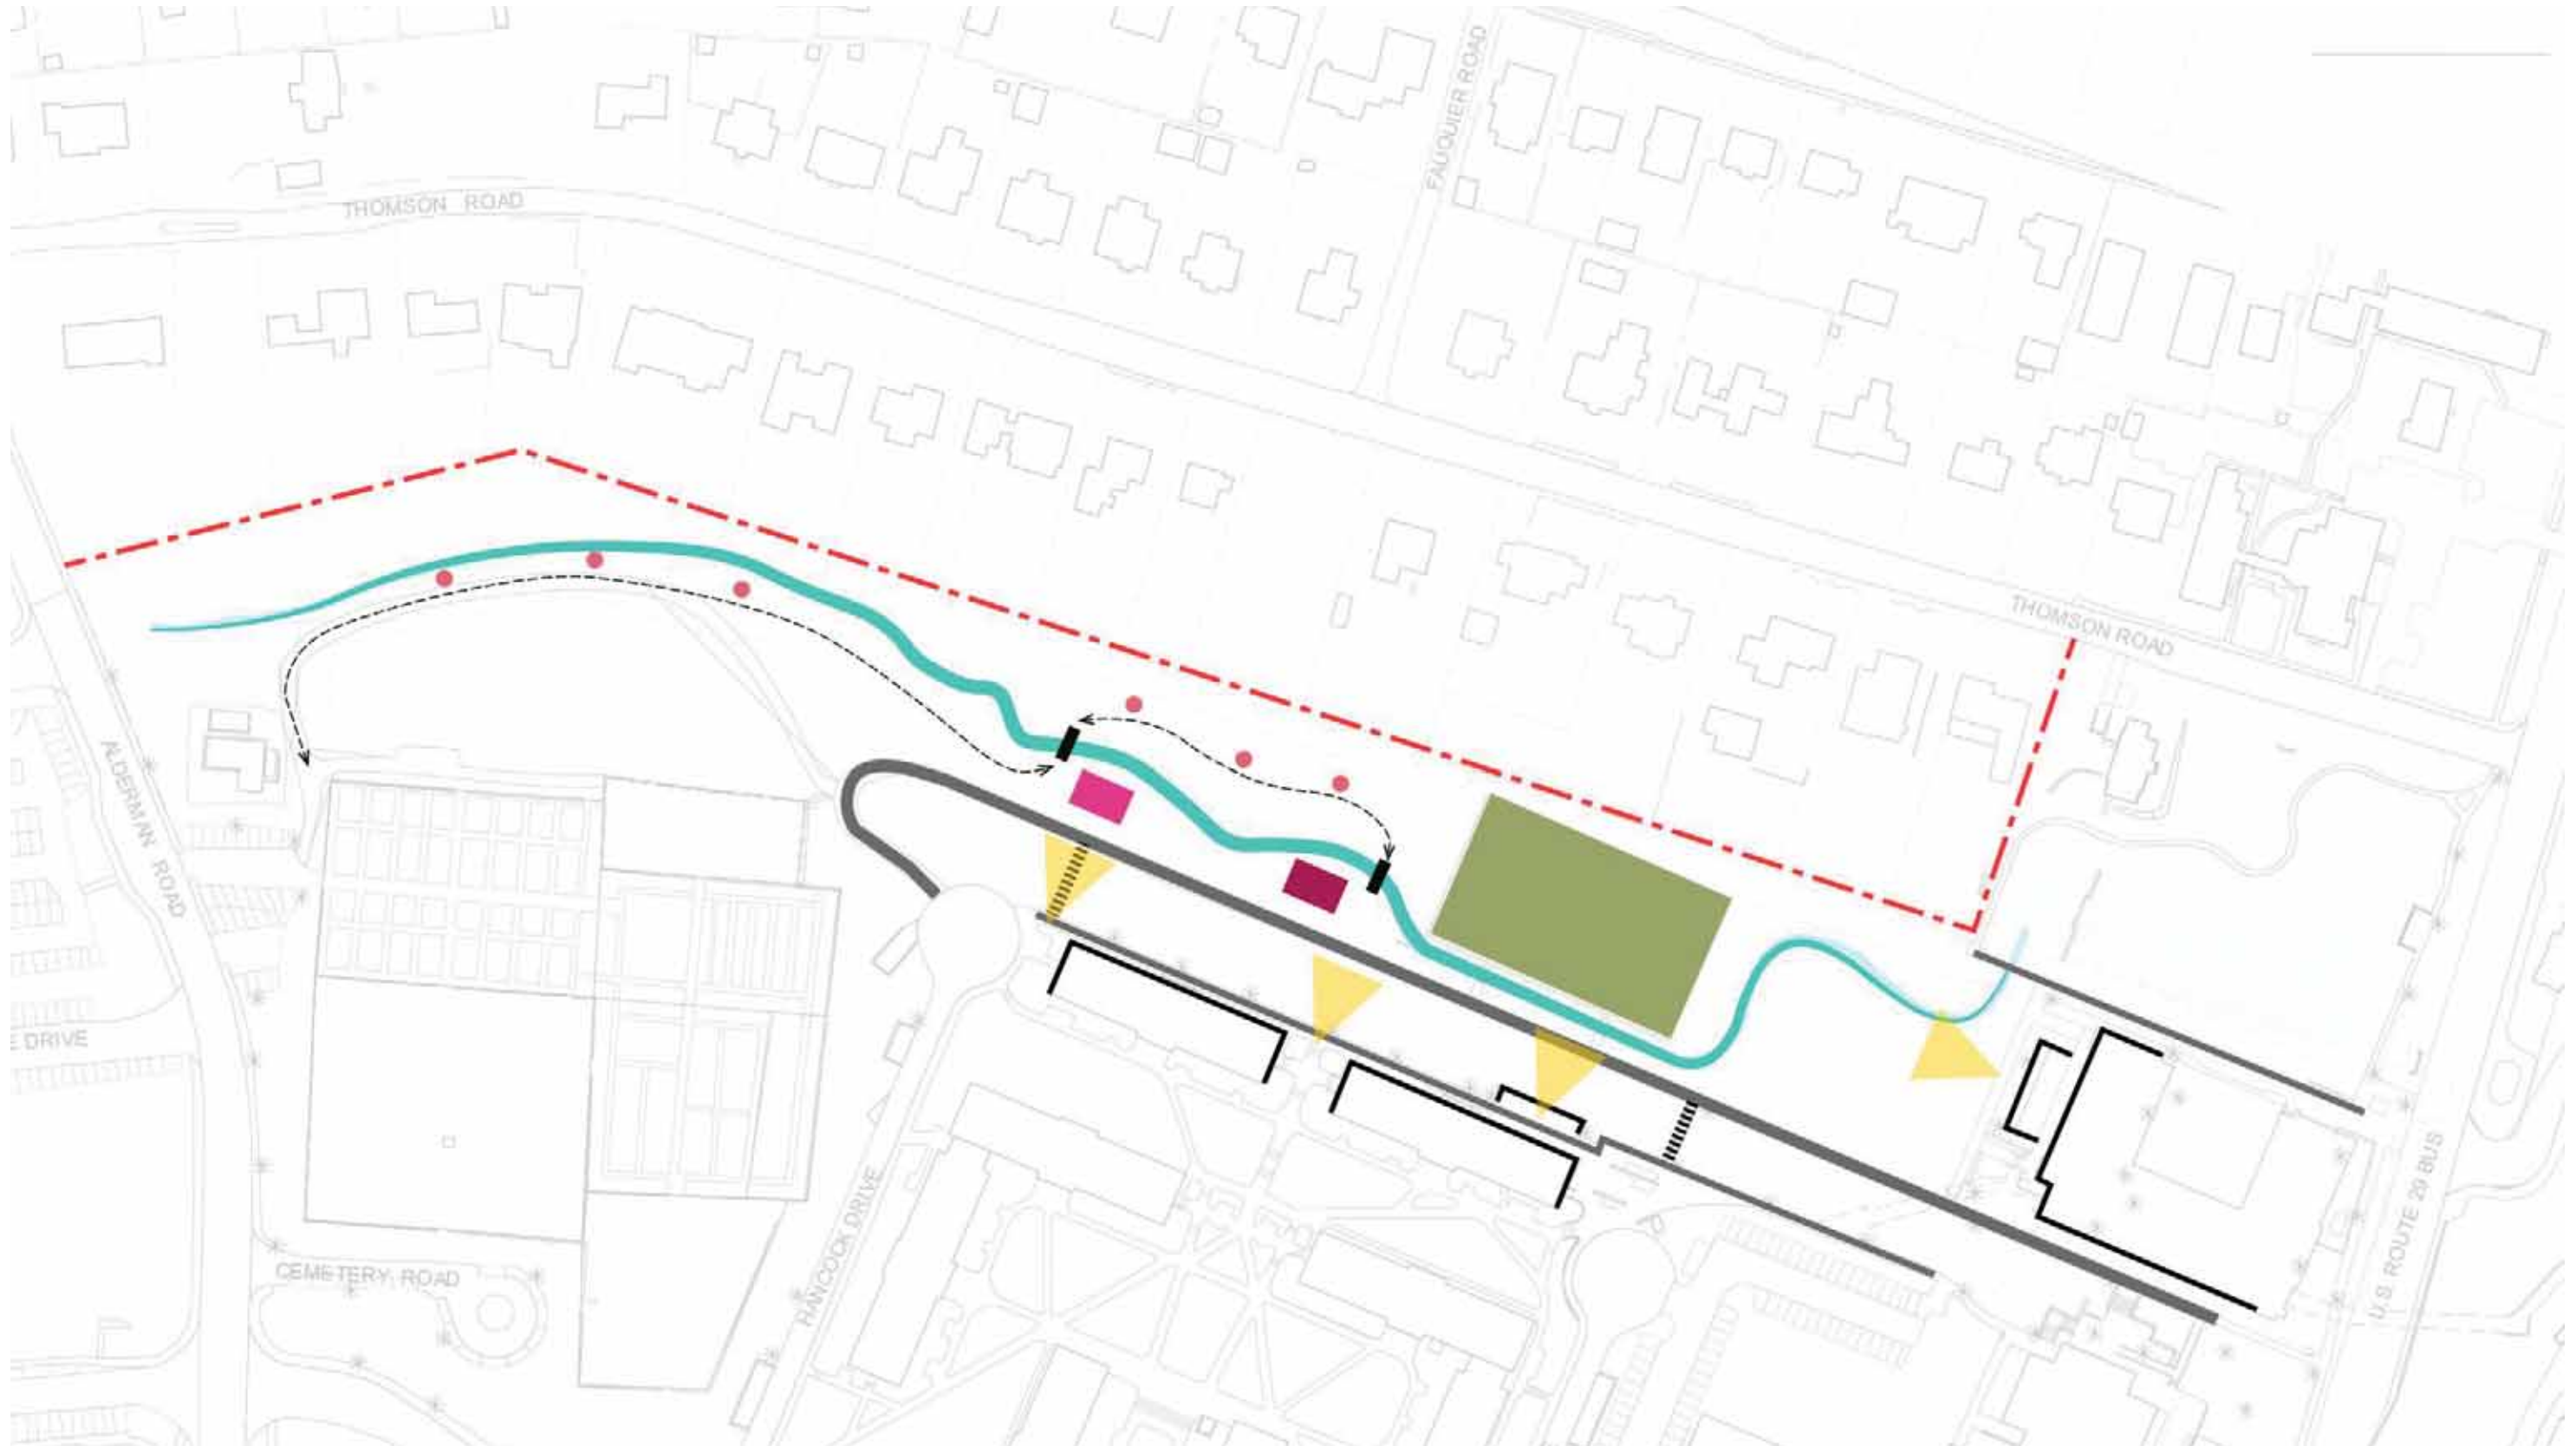 FAUQUIER ROAD
THOMSON ROAD
THOMSON ROAD
ALDERMAN ROAD
E DRIVE
HANCOCK DRIVE
CEMETERY ROAD
U.S. ROUTE 29 BUS